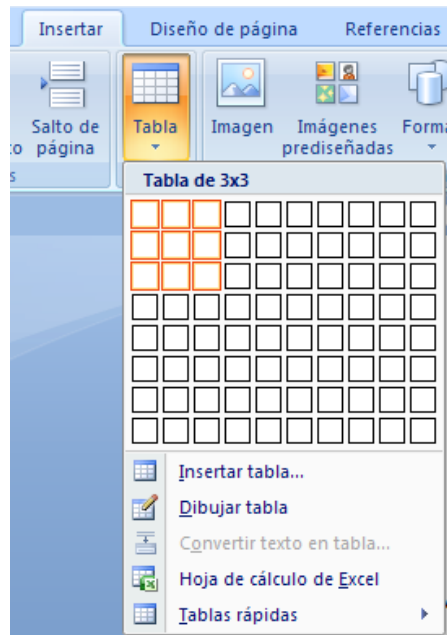 Insertar Diseño de página Referencias
Salto de página
Tabla
Imagen
Imágenes prediseñadas
Tabla de 3x3
Insertar tabla...
Dibujar tabla
Convertir texto en tabla...
Hoja de cálculo de Excel
Tablas rápidas